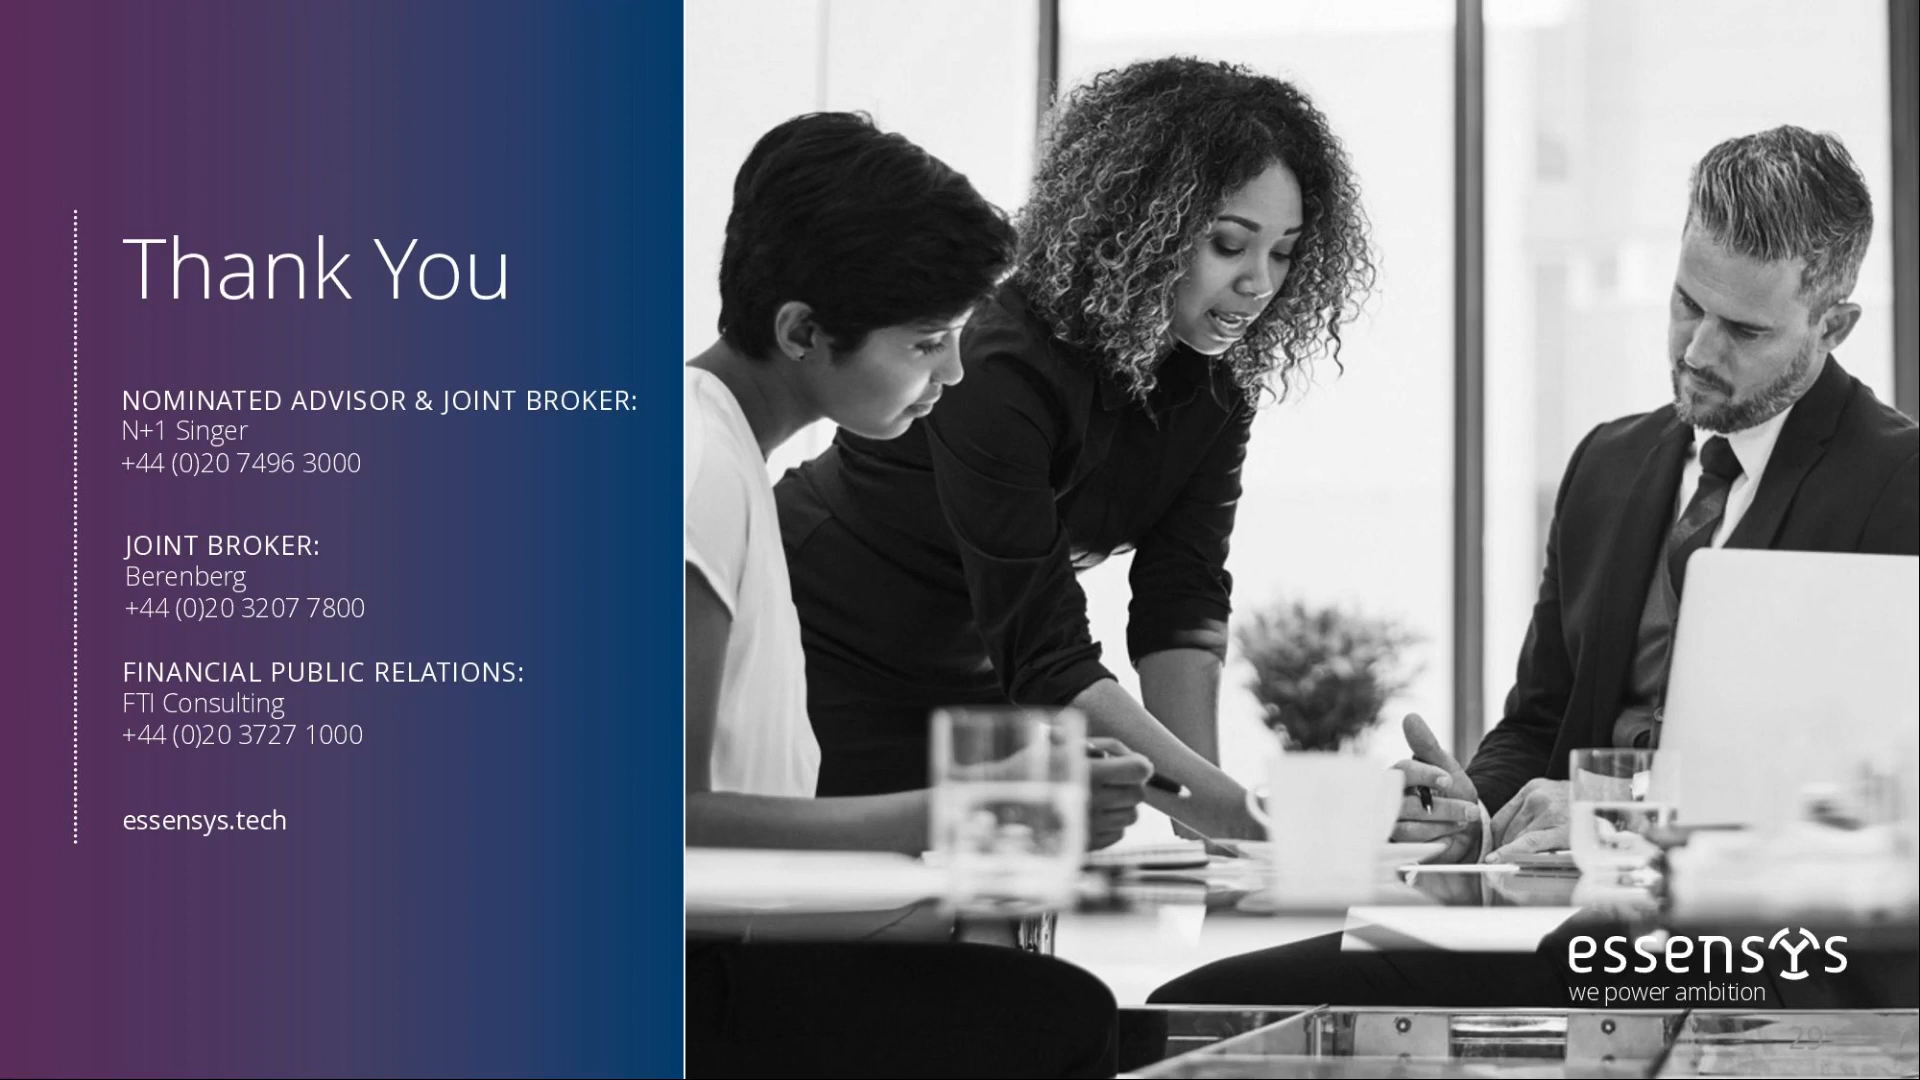 Thank You
NOMINATED ADVISOR & JOINT BROKER:
N+1 Singer
+44 (0)20 7496 3000
JOINT BROKER:
Berenberg
+44 (0)20 3207 7800
FINANCIAL PUBLIC RELATIONS:
FTI Consulting
+44 (0)20 3727 1000
essensys.tech
essensys
we power ambition
29